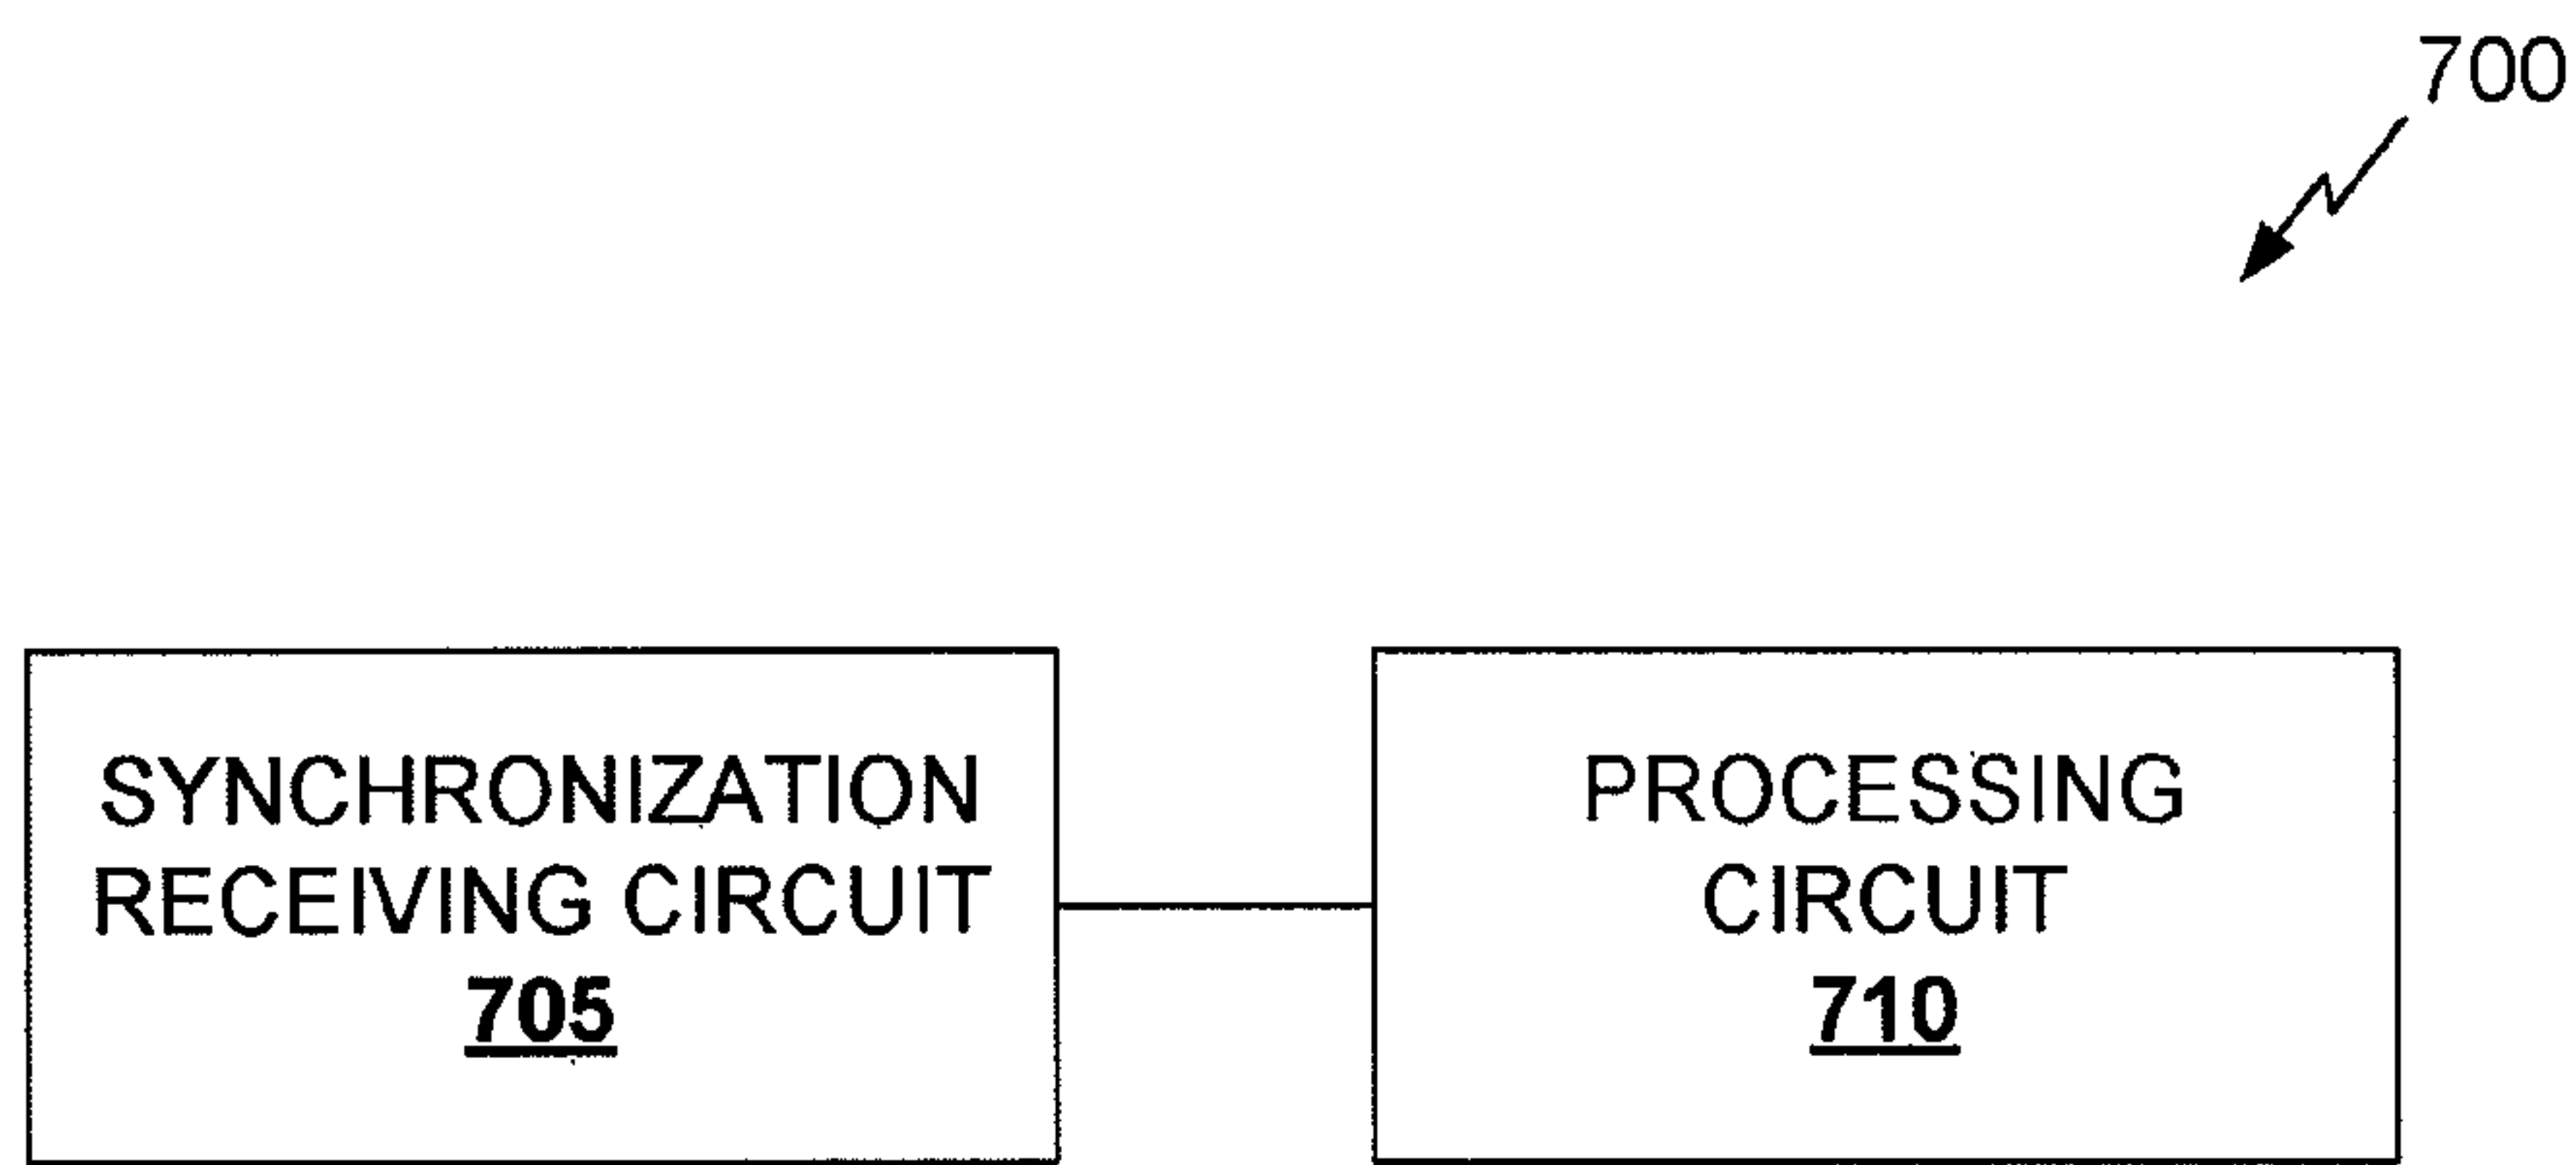 700
SYNCHRONIZATION
RECEIVING CIRCUIT
705
PROCESSING
CIRCUIT
710